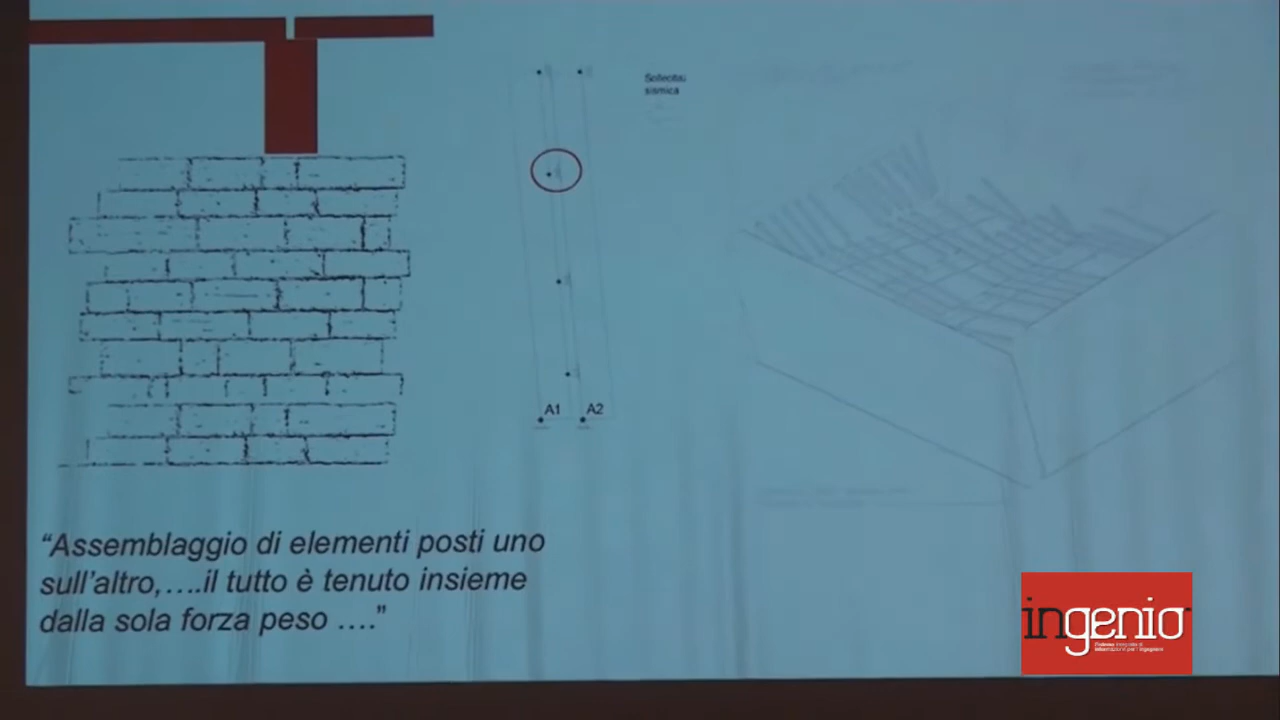 Sollecitaz
sismica
A1
A2
“Assemblaggio di elementi posti uno
sull’altro,….il tutto è tenuto insieme
dalla sola forza peso ….”
ingenio